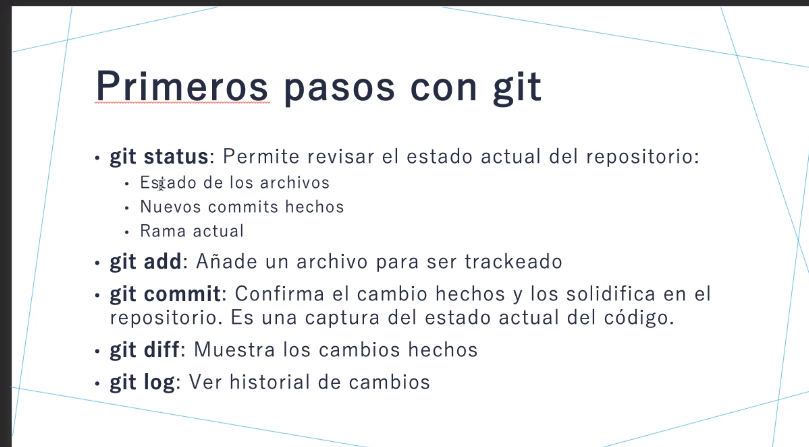 Primeros pasos con git
• git status: Permite revisar el estado actual del repositorio:
• Estado de los archivos
• Nuevos commits hechos
• Rama actual
• git add: Añade un archivo para ser trackeado
• git commit: Confirma el cambio hechos y los solidifica en el
repositorio. Es una captura del estado actual del código.
• git diff: Muestra los cambios hechos
• git log: Ver historial de cambios